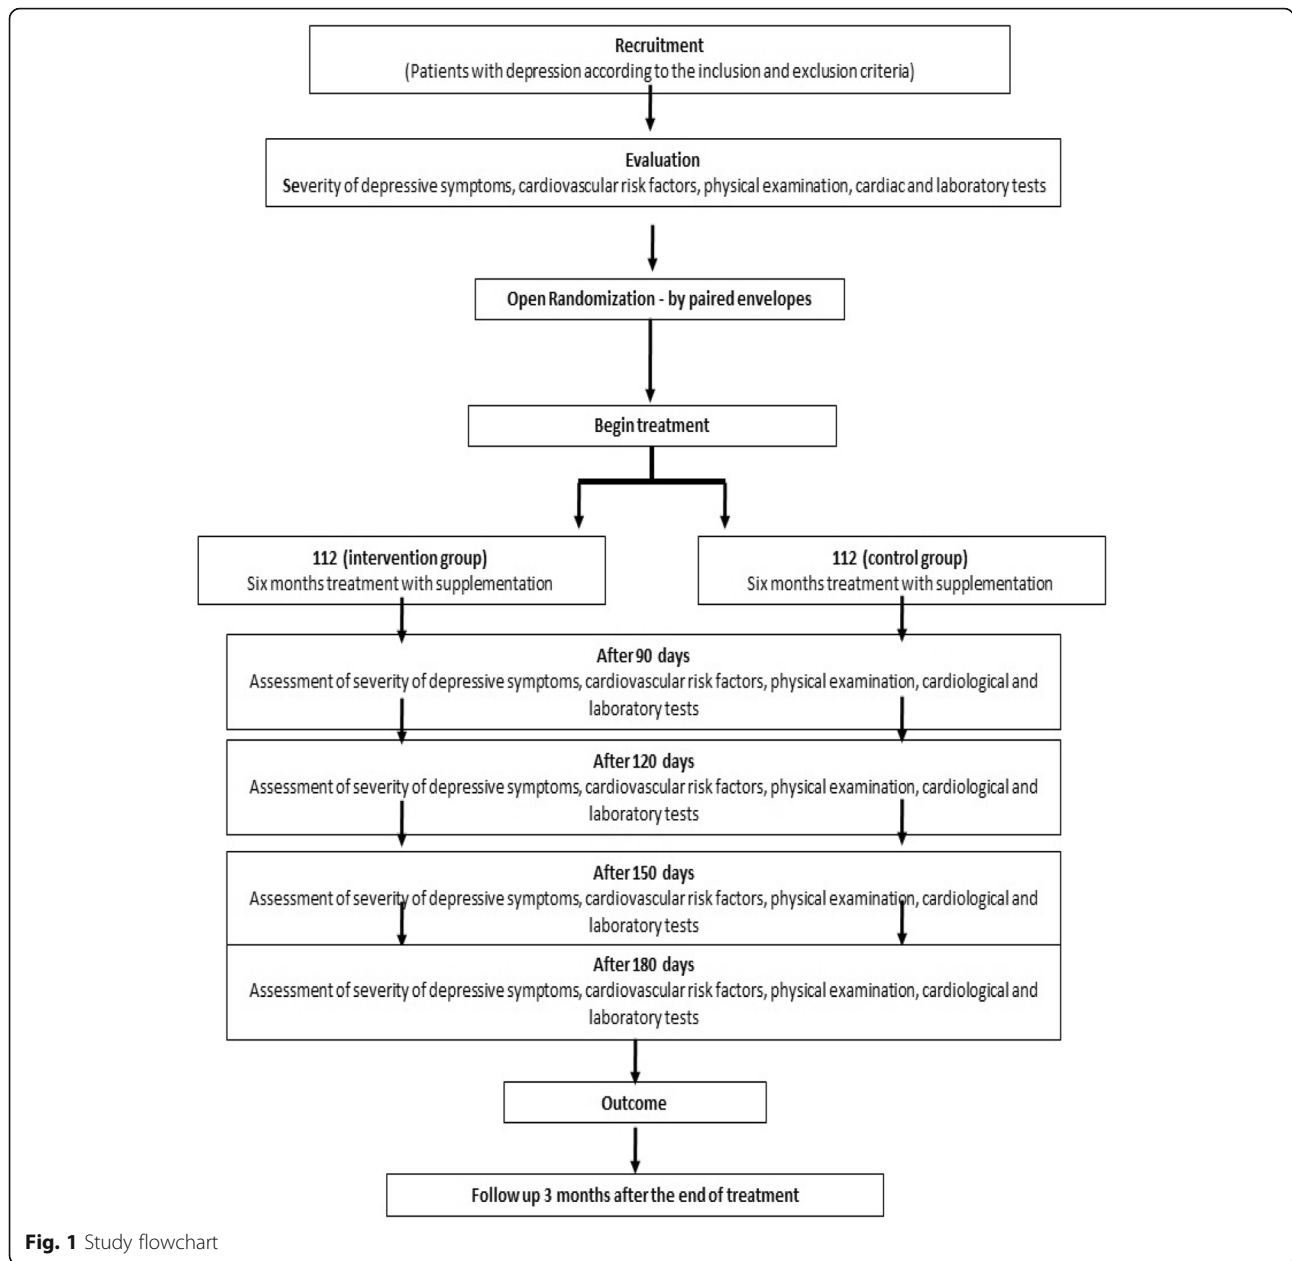 Recruitment
(Patients with depression according to the inclusion and exclusion criteria)
Evaluation
Severity of depressive symptoms, cardiovascular risk factors, physical examination, cardiac and laboratory tests
Open Randomization - by paired envelopes
Begin treatment
112 (intervention group)
Six months treatment with supplementation
112 (control group)
Six months treatment with supplementation
After 90 days
Assessment of severity of depressive symptoms, cardiovascular risk factors, physical examination, cardiological and
laboratory tests
After 120 days
Assessment of severity of depressive symptoms, cardiovascular risk factors, physical examination, cardiological and
laboratory tests
After 150 days
Assessment of severity of depressive symptoms, cardiovascular risk factors, physical examination, cardiological and
laboratory tests
After 180 days
Assessment of severity of depressive symptoms, cardiovascular risk factors, physical examination, cardiological and
laboratory tests
Outcome
Follow up 3 months after the end of treatment
Fig. 1 Study flowchart